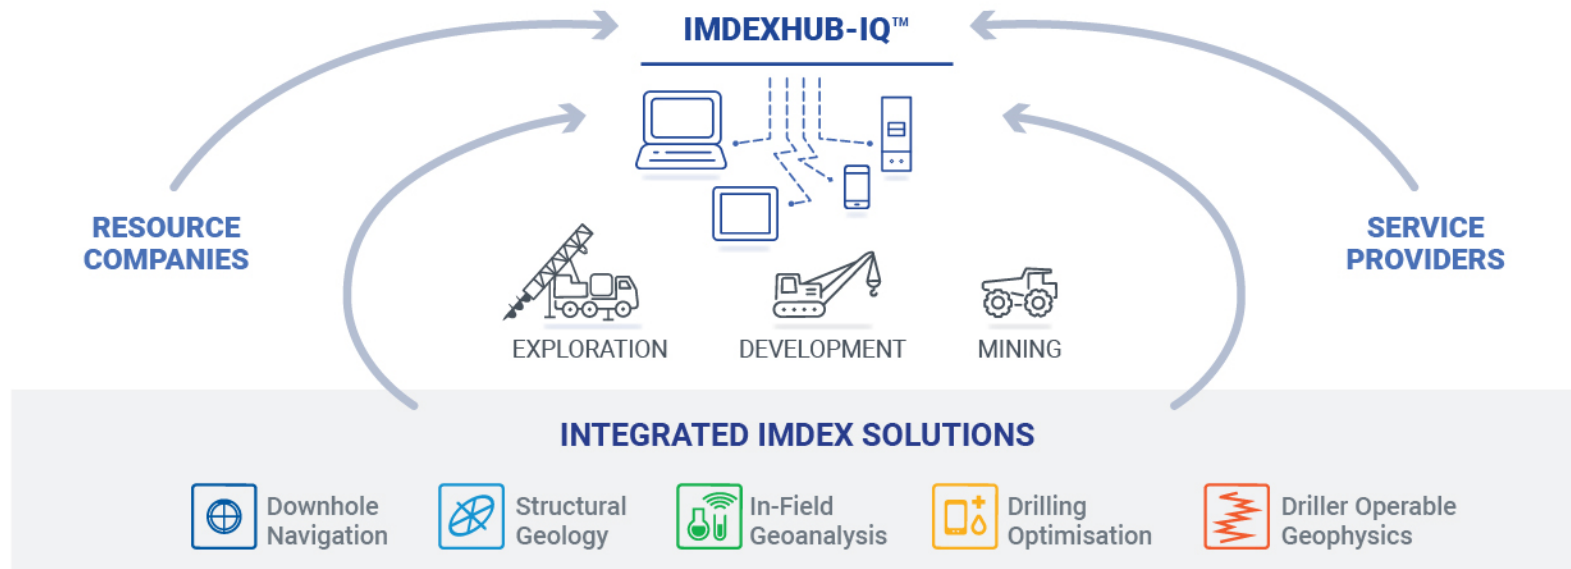 IMDEXHUB-IQ™
RESOURCE
COMPANIES
SERVICE
PROVIDERS
EXPLORATION
DEVELOPMENT
MINING
INTEGRATED IMDEX SOLUTIONS
Downhole
Navigation
Structural
Geology
In-Field
Geoanalysis
Drilling
Optimisation
Driller Operable
Geophysics